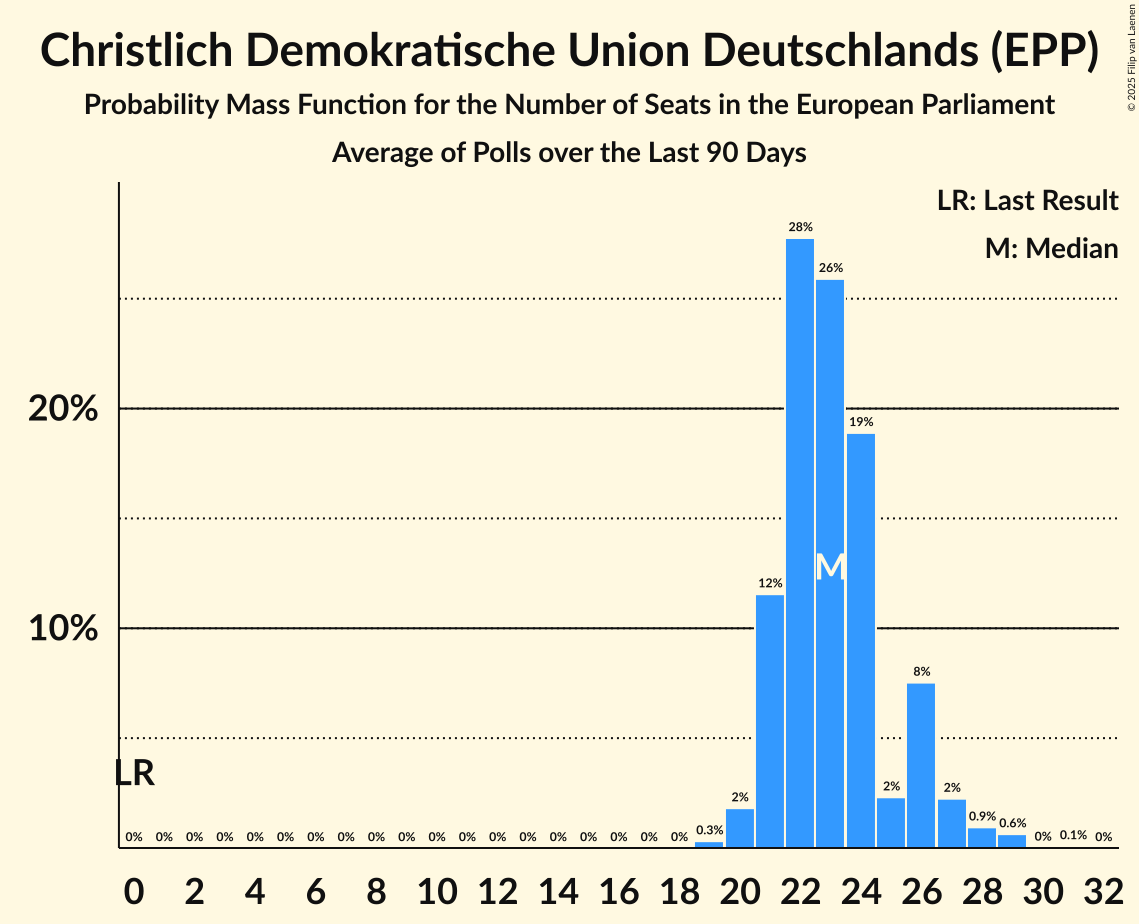 Christlich Demokratische Union Deutschlands (EPP)
Probability Mass Function for the Number of Seats in the European Parliament
Average of Polls over the Last 90 Days
© 2025 Filip van Laenen
LR: Last Result
M: Median
28%
26%
20%
19%
M
12%
10%
8%
LR
2%
2%
2%
0% 0% 0% 0% 0% 0% 0% 0% 0% 0% 0% 0% 0% 0% 0% 0% 0% 0% 0% 0.3% 0.9% 0.6% 0% 0.1% 0%
0 2 4 6 8 10 12 14 16 18 20 22 24 26 28 30 32